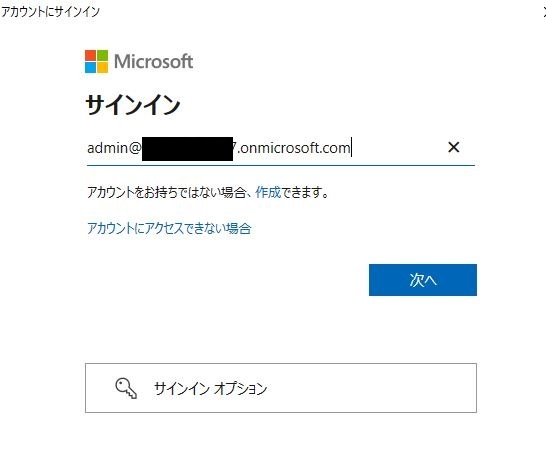 アカウントにサインイン
Microsoft
サインイン
admin@ 7.onmicrosoft.com
アカウントをお持ちではない場合、作成できます。
アカウントにアクセスできない場合
次へ
サインイン オプション